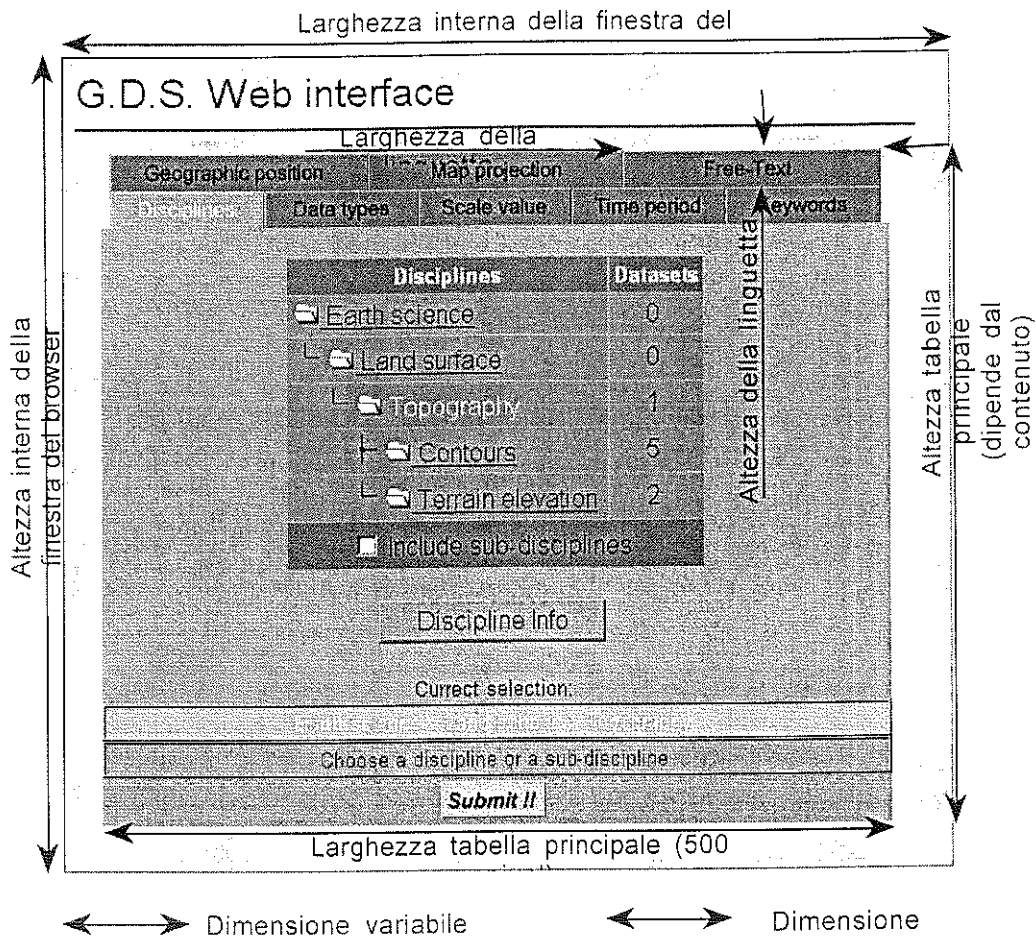 Larghezza interna della finestra del
G.D.S. Web interface
Larghezza della
Geographic position
Map projection
Free-Text
Disciplines
Data types
Scale value
Time period
Keywords
Disciplines
Datasets
Earth science
0
Land surface
0
Topography
1
Contours
5
Terrain elevation
2
Include sub-disciplines
Discipline Info
Currect selection:
Choose a discipline or a sub-discipline
Submit !!
Larghezza tabella principale (500
Altezza interna della
finestra del browser
Altezza della linguetta
Altezza tabella
principale
(dipende dal
contenuto)
Dimensione variabile
Dimensione